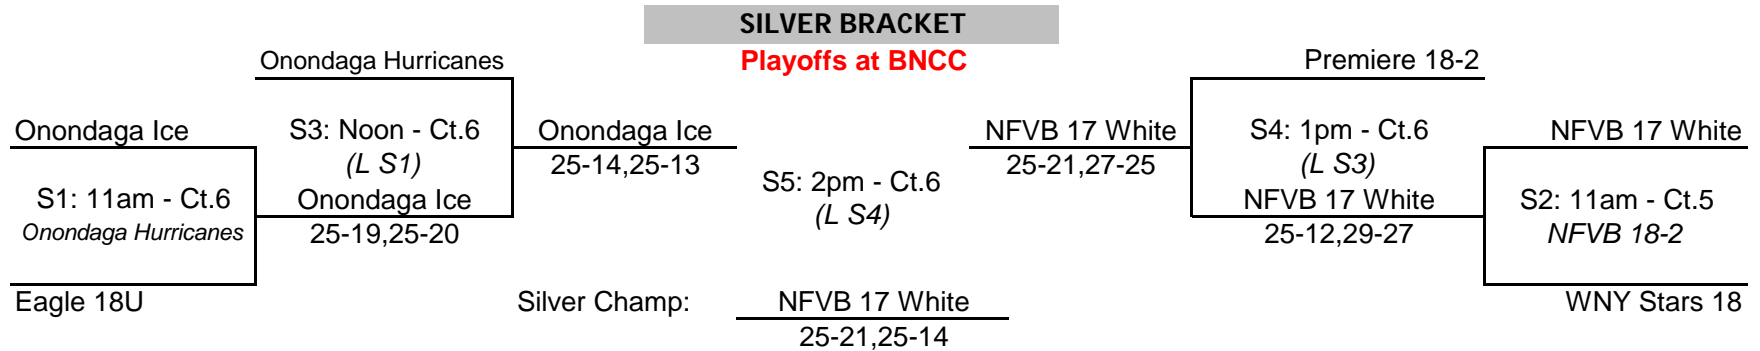 SILVER BRACKET
Onondaga Hurricanes
Playoffs at BNCC
Premiere 18-2
Onondaga Ice
S3: Noon - Ct.6
Onondaga Ice
NFVB 17 White
S4: 1pm - Ct.6
NFVB 17 White
(L S1)
25-14,25-13
25-21,27-25
(L S3)
S1: 11am - Ct.6
Onondaga Ice
S5: 2pm - Ct.6
NFVB 17 White
S2: 11am - Ct.5
Onondaga Hurricanes
25-19,25-20
(L S4)
25-12,29-27
NFVB 18-2
Eagle 18U
Silver Champ:
NFVB 17 White
WNY Stars 18
25-21,25-14